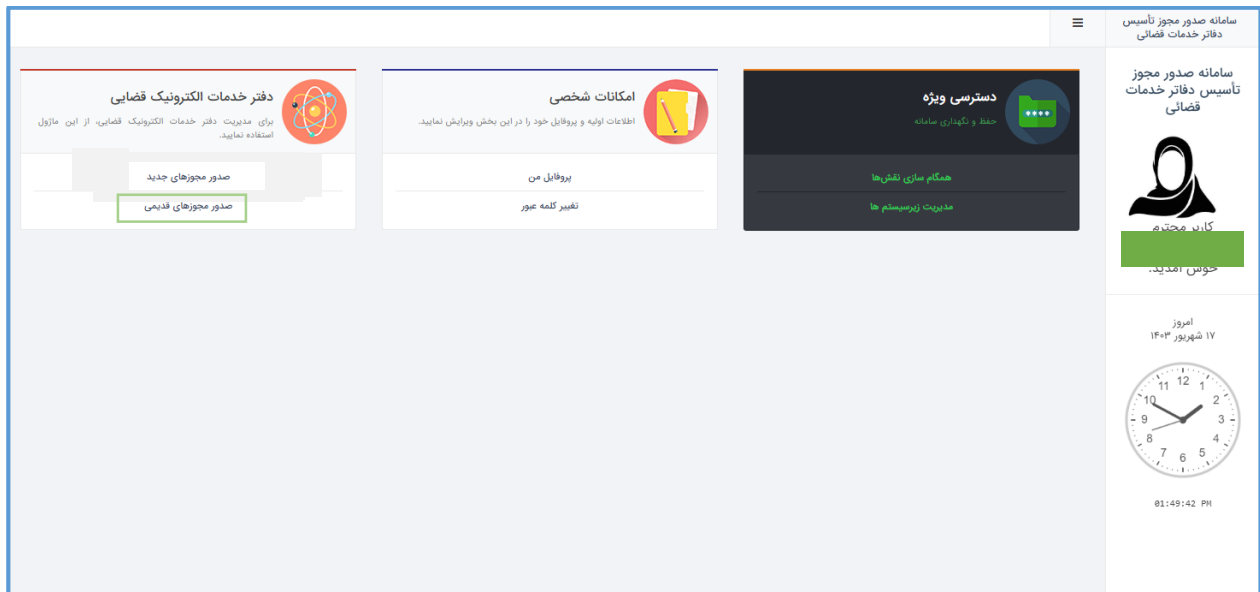 سامانه صدور مجوز تأسیس
دفاتر خدمات قضائی
سامانه صدور مجوز
تأسیس دفاتر خدمات
قضائی
کاربر محترم
خوش آمدید.
امروز
۱۷ شهریور ۱۴۰۳
12
1
2
3
4
5
6
7
8
9
10
11
01:49:42 PM
دسترسی ویژه
حفظ و نگهداری سامانه
همگام سازی نقش‌ها
مدیریت زیرسیستم ها
امکانات شخصی
اطلاعات اولیه و پروفایل خود را در این بخش ویرایش نمایید.
پروفایل من
تغییر کلمه عبور
دفتر خدمات الکترونیک قضایی
برای مدیریت دفتر خدمات الکترونیک قضایی، از این ماژول
استفاده نمایید.
صدور مجوزهای جدید
صدور مجوزهای قدیمی